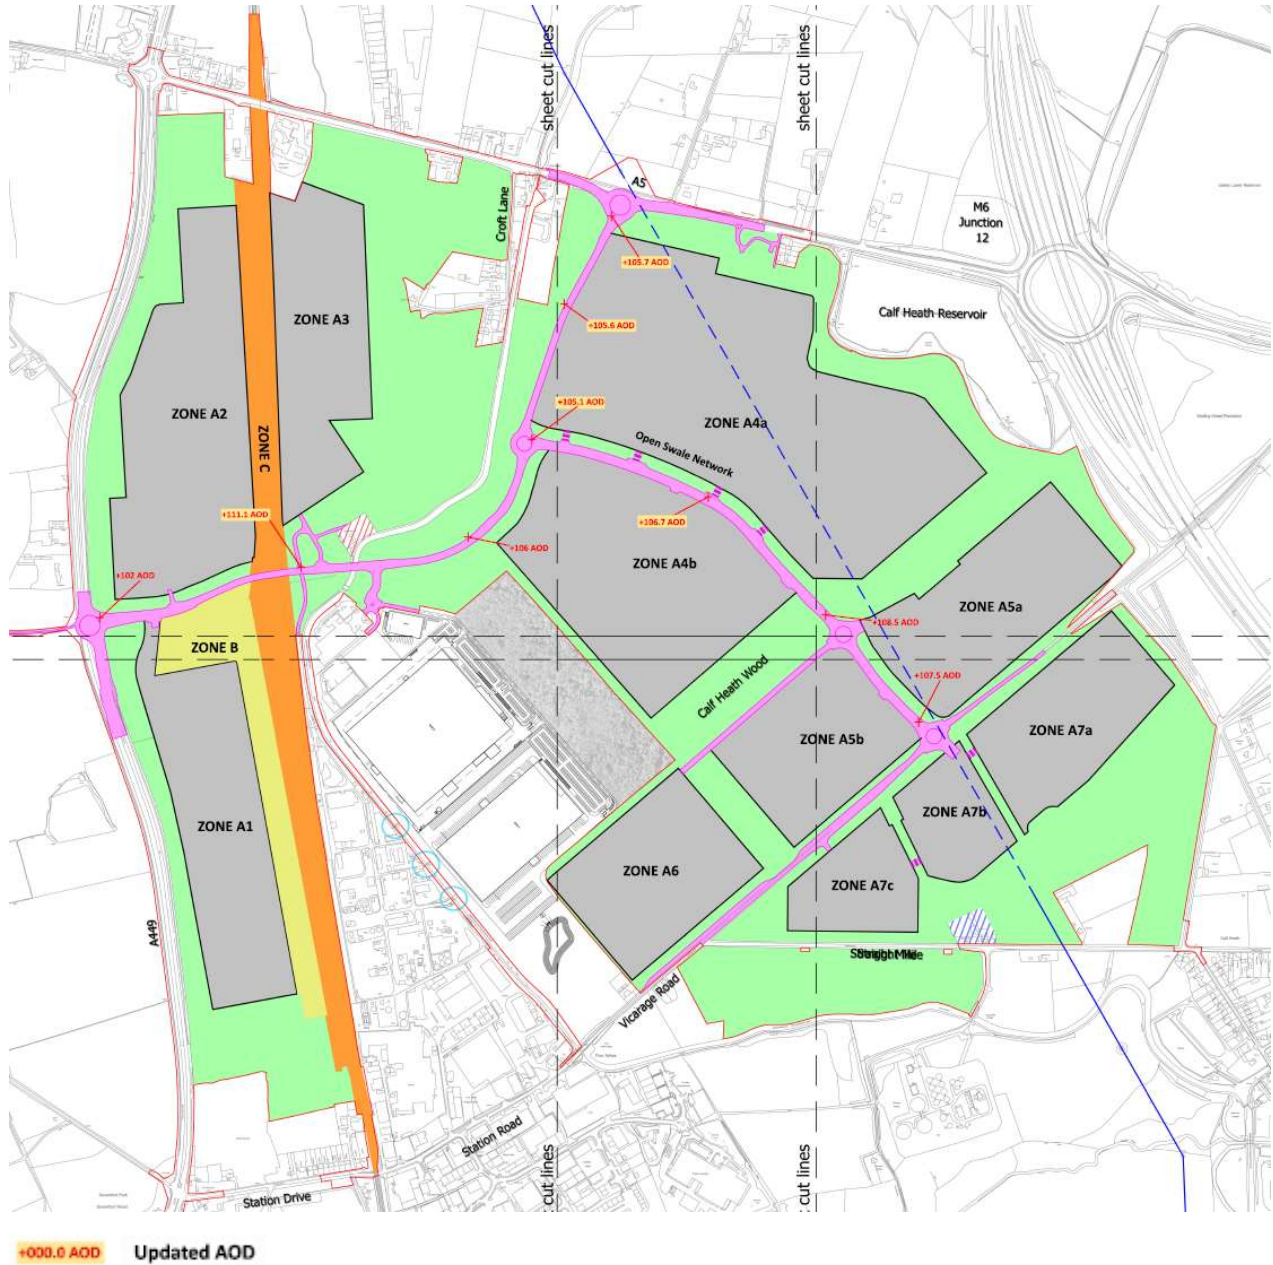 sheet cut lines
sheet cut lines
A5
Croft Lane
M6
Junction
12
+105.7 AOD
Calf Heath Reservoir
ZONE A3
+105.6 AOD
ZONE A2
+105.1 AOD
ZONE A4a
ZONE C
Open Swale Network
+111.1 AOD
+106.7 AOD
+106 AOD
ZONE A4b
+102 AOD
ZONE A5a
+108.5 AOD
ZONE B
Calf Heath Wood
+107.5 AOD
ZONE A5b
ZONE A7a
ZONE A7b
ZONE A1
ZONE A6
ZONE A7c
A449
Vicarage Road
Station Road
cut lines
cut lines
Station Drive
+000.0 AOD
Updated AOD